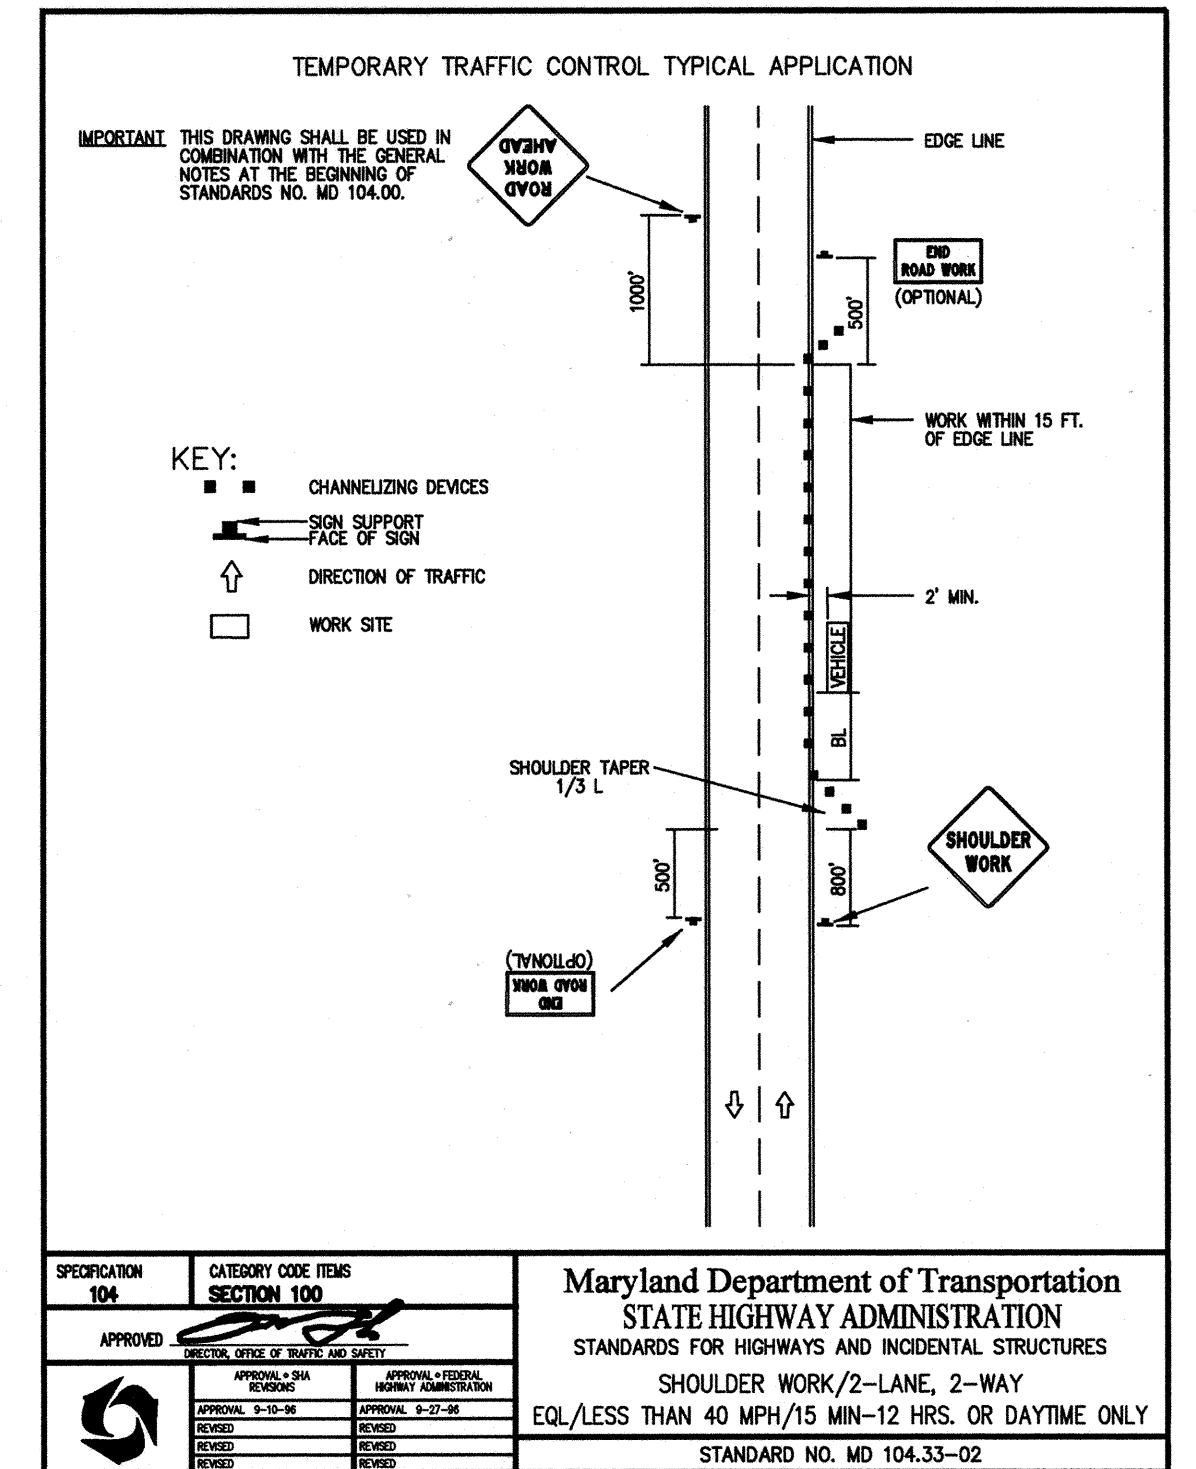 TEMPORARY TRAFFIC CONTROL TYPICAL APPLICATION
IMPORTANT THIS DRAWING SHALL BE USED IN
COMBINATION WITH THE GENERAL
NOTES AT THE BEGINNING OF
STANDARDS NO. MD 104.00.
ROAD
WORK
AHEAD
EDGE LINE
END
ROAD WORK
(OPTIONAL)
1000'
500'
WORK WITHIN 15 FT.
OF EDGE LINE
KEY:
CHANNELIZING DEVICES
SIGN SUPPORT
FACE OF SIGN
DIRECTION OF TRAFFIC
WORK SITE
2' MIN.
VEHICLE
BL
SHOULDER TAPER
1/3 L
SHOULDER
WORK
500'
800'
END
ROAD WORK
(OPTIONAL)
SPECIFICATION
104
CATEGORY CODE ITEMS
SECTION 100
APPROVED
DIRECTOR, OFFICE OF TRAFFIC AND SAFETY
APPROVAL • SHA
REVISIONS
APPROVAL • FEDERAL
HIGHWAY ADMINISTRATION
APPROVAL 9-10-96
APPROVAL 9-27-96
REVISED
REVISED
REVISED
REVISED
REVISED
REVISED
Maryland Department of Transportation
STATE HIGHWAY ADMINISTRATION
STANDARDS FOR HIGHWAYS AND INCIDENTAL STRUCTURES
SHOULDER WORK/2-LANE, 2-WAY
EQL/LESS THAN 40 MPH/15 MIN-12 HRS. OR DAYTIME ONLY
STANDARD NO. MD 104.33-02